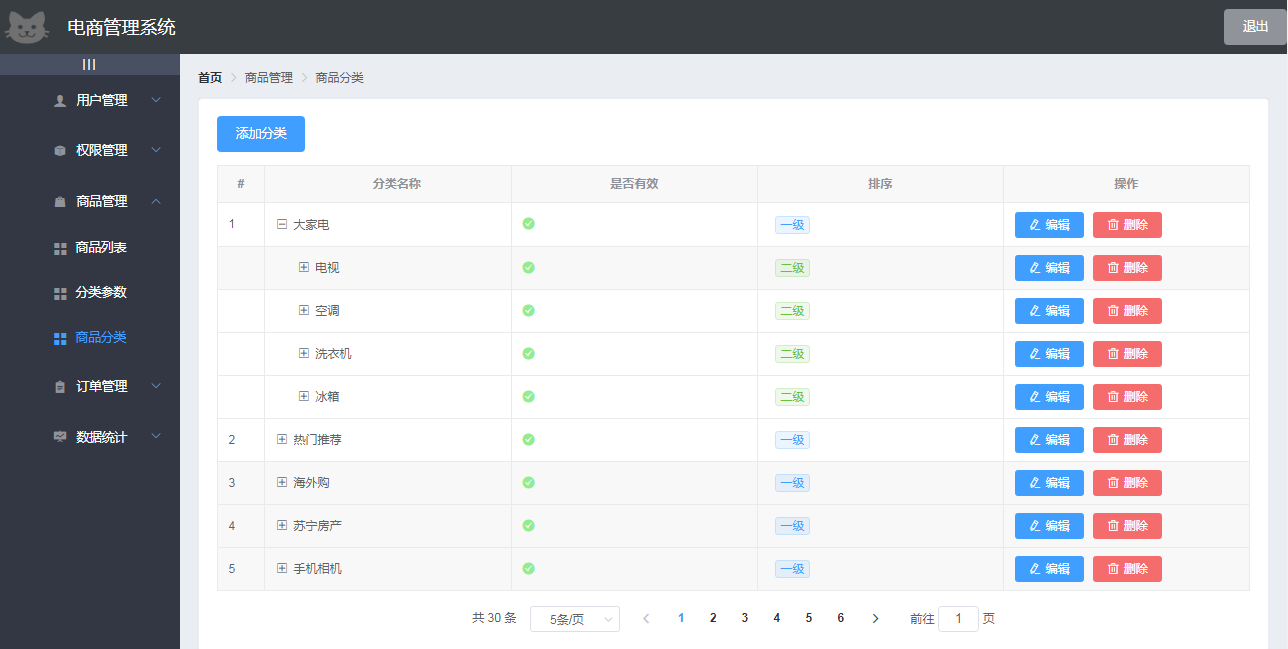 电商管理系统
退出
|||
用户管理
权限管理
商品管理
商品列表
分类参数
商品分类
订单管理
数据统计
首页 > 商品管理 > 商品分类
添加分类
# 分类名称 是否有效 排序 操作
1 大家电 一级 编辑 删除
电视 二级 编辑 删除
空调 二级 编辑 删除
洗衣机 二级 编辑 删除
冰箱 二级 编辑 删除
2 热门推荐 一级 编辑 删除
3 海外购 一级 编辑 删除
4 苏宁房产 一级 编辑 删除
5 手机相机 一级 编辑 删除
共 30 条 5条/页 < 1 2 3 4 5 6 > 前往 1 页